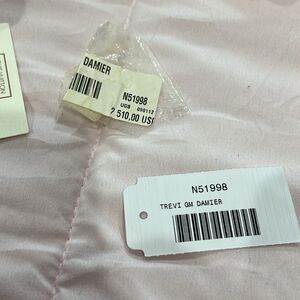 DAMIER
N51998
2 510,00 US$
N51998
TREVI GM DAMIER